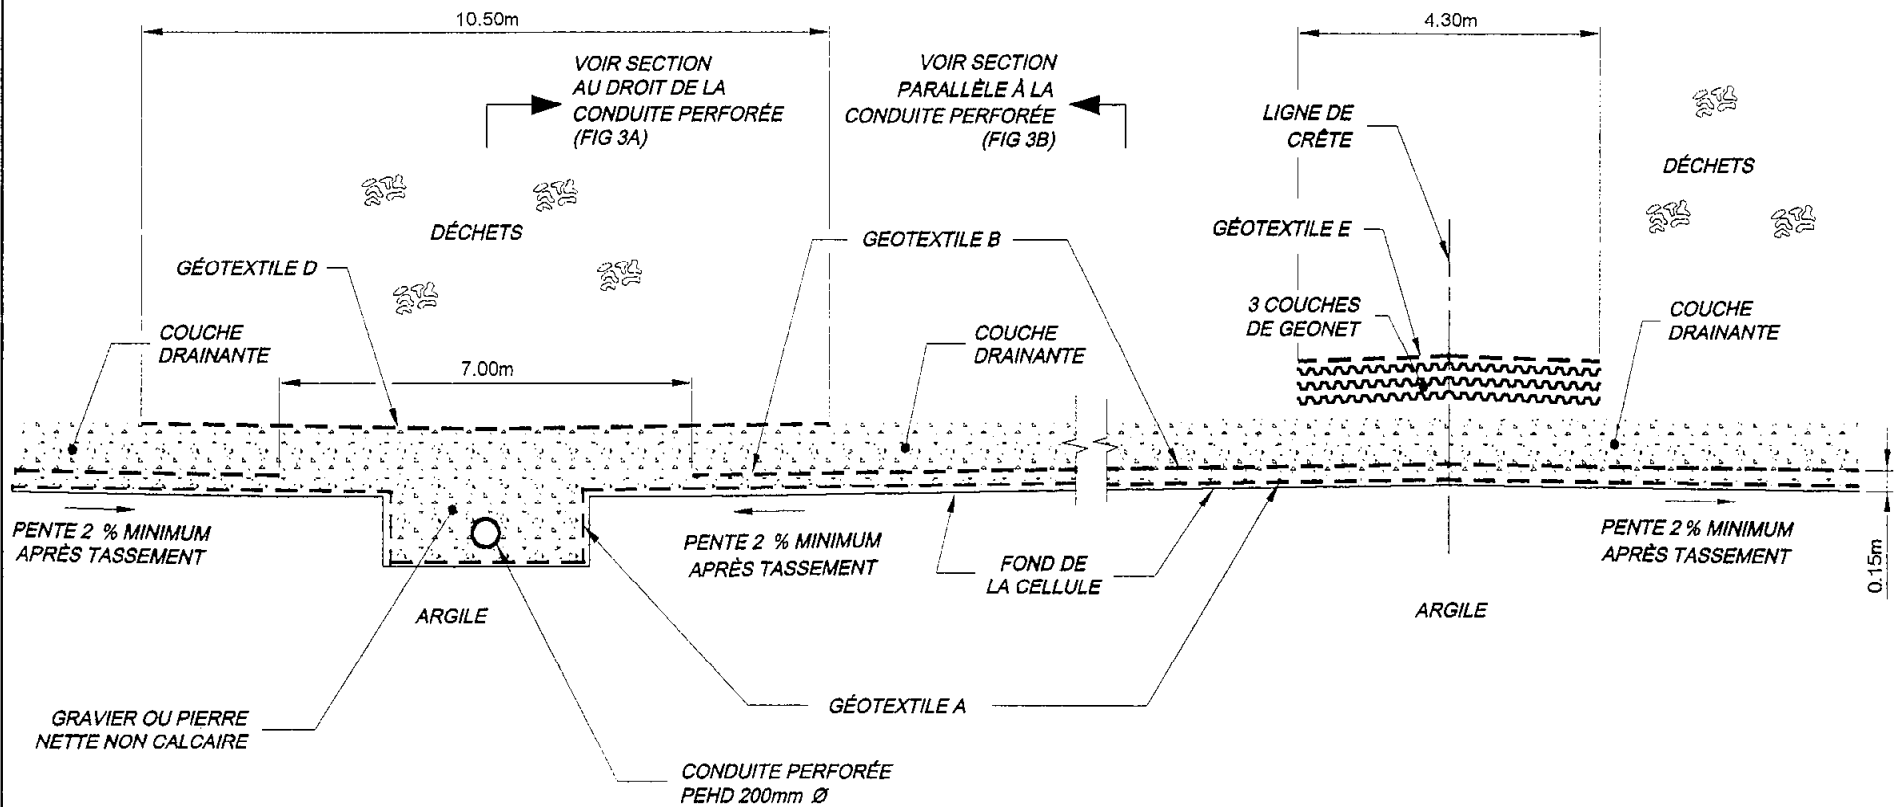 10.50m
4.30m
VOIR SECTION
AU DROIT DE LA
CONDUITE PERFORÉE
(FIG 3A)
VOIR SECTION
PARALLÈLE À LA
CONDUITE PERFORÉE
(FIG 3B)
LIGNE DE
CRÊTE
DÉCHETS
DÉCHETS
GÉOTEXTILE E
GÉOTEXTILE B
GÉOTEXTILE D
3 COUCHES
DE GEONET
COUCHE
DRAINANTE
COUCHE
DRAINANTE
COUCHE
DRAINANTE
7.00m
PENTE 2 % MINIMUM
APRÈS TASSEMENT
PENTE 2 % MINIMUM
APRÈS TASSEMENT
PENTE 2 % MINIMUM
APRÈS TASSEMENT
0.15m
FOND DE
LA CELLULE
ARGILE
ARGILE
GÉOTEXTILE A
GRAVIER OU PIERRE
NETTE NON CALCAIRE
CONDUITE PERFORÉE
PEHD 200mm Ø